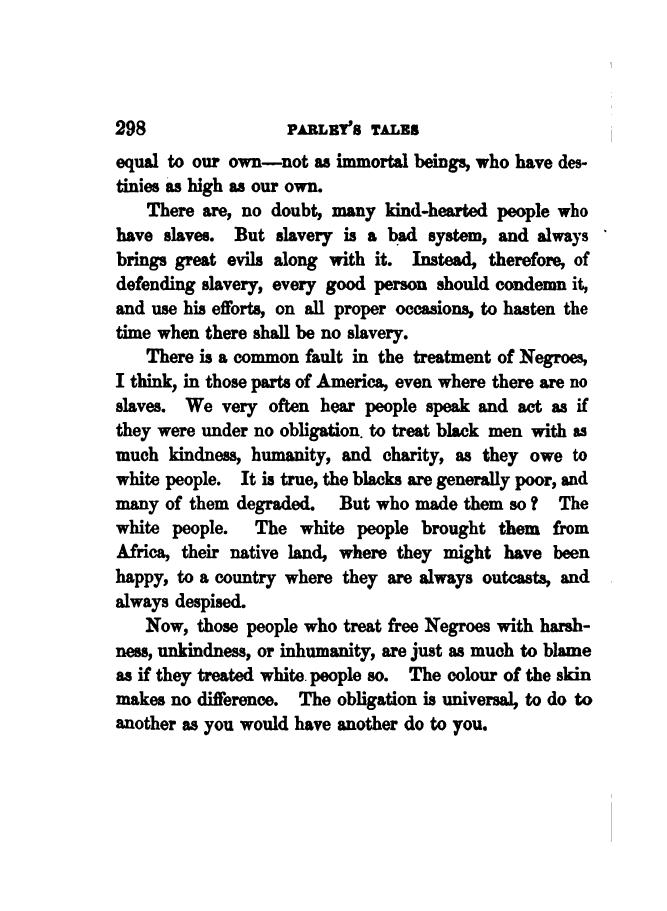 298 PARLEY'S TALES
equal to our own—not as immortal beings, who have des-
tinies as high as our own.
There are, no doubt, many kind-hearted people who
have slaves. But slavery is a bad system, and always
brings great evils along with it. Instead, therefore, of
defending slavery, every good person should condemn it,
and use his efforts, on all proper occasions, to hasten the
time when there shall be no slavery.
There is a common fault in the treatment of Negroes,
I think, in those parts of America, even where there are no
slaves. We very often hear people speak and act as if
they were under no obligation. to treat black men with as
much kindness, humanity, and charity, as they owe to
white people. It is true, the blacks are generally poor, and
many of them degraded. But who made them so? The
white people. The white people brought them from
Africa, their native land, where they might have been
happy, to a country where they are always outcasts, and
always despised.
Now, those people who treat free Negroes with harsh-
ness, unkindness, or inhumanity, are just as much to blame
as if they treated white people so. The colour of the skin
makes no difference. The obligation is universal, to do to
another as you would have another do to you.